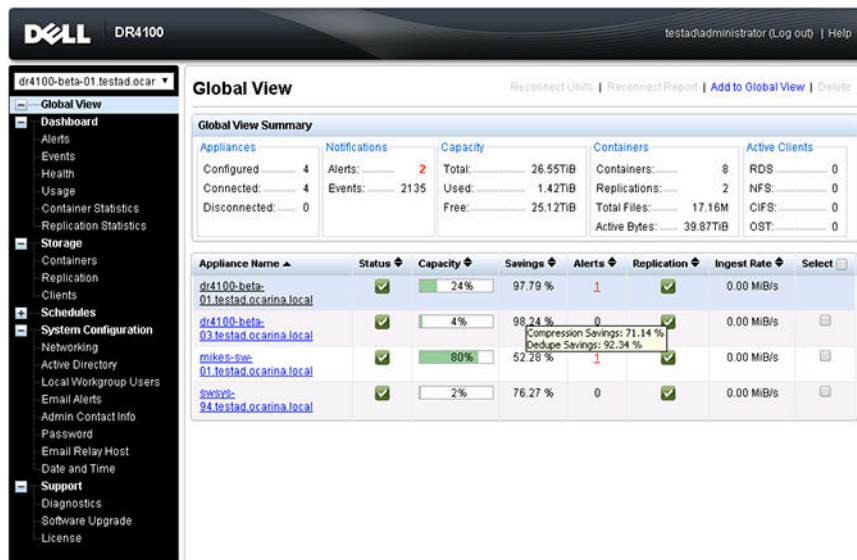 DELL DR4100
testad\administrator (Log out) | Help
dr4100-beta-01.testad.ocar
Global View
Dashboard
Alerts
Events
Health
Usage
Container Statistics
Replication Statistics
Storage
Containers
Replication
Clients
Schedules
System Configuration
Networking
Active Directory
Local Workgroup Users
Email Alerts
Admin Contact Info
Password
Email Relay Host
Date and Time
Support
Diagnostics
Software Upgrade
License
Global View
Reconnect Units | Reconnect Report | Add to Global View | Delete
Global View Summary
Appliances
Configured 4
Connected: 4
Disconnected: 0
Notifications
Alerts: 2
Events: 2135
Capacity
Total: 26.55TiB
Used: 1.42TiB
Free: 25.12TiB
Containers
Containers: 8
Replications: 2
Total Files: 17.16M
Active Bytes: 39.87TiB
Active Clients
RDS 0
NFS: 0
CIFS: 0
OST: 0
Appliance Name Status Capacity Savings Alerts Replication Ingest Rate Select
dr4100-beta- 24% 97.79 % 1 0.00 MiB/s
01.testad.ocarina.local
dr4100-beta- 4% 98.24 % 0 0.00 MiB/s
03.testad.ocarina.local
Compression Savings: 71.14 %
Dedupe Savings: 92.34 %
mikes-sw- 80% 52.28 % 1 0.00 MiB/s
01.testad.ocarina.local
swsys- 2% 76.27 % 0 0.00 MiB/s
94.testad.ocarina.local